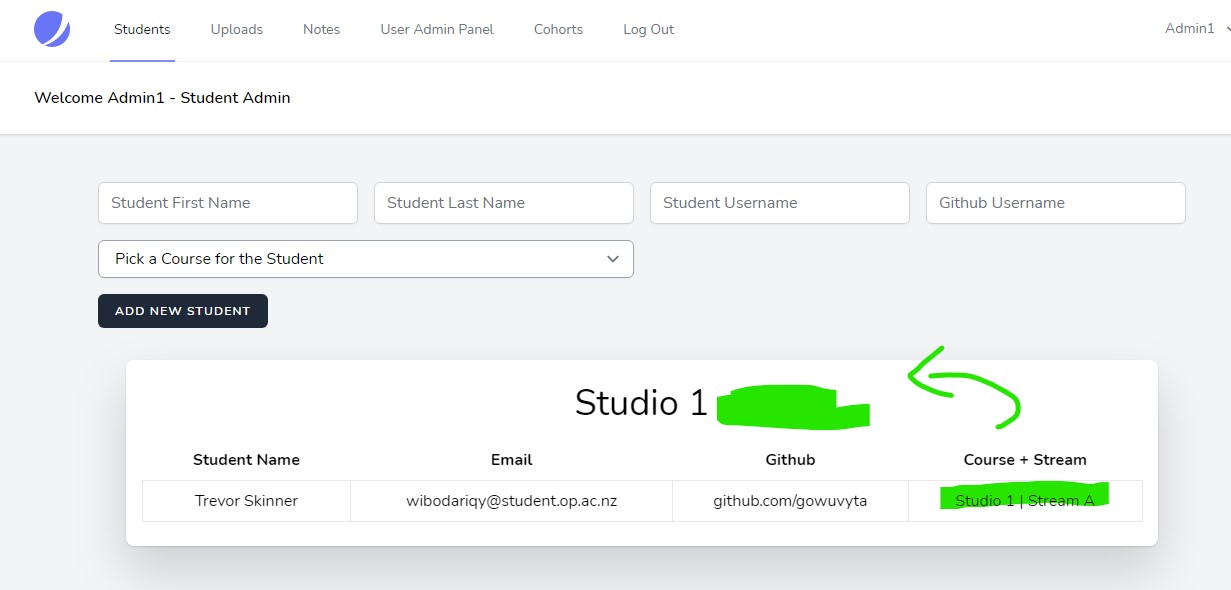 Students Uploads Notes User Admin Panel Cohorts Log Out Admin1
Welcome Admin1 - Student Admin
Student First Name Student Last Name Student Username Github Username
Pick a Course for the Student
ADD NEW STUDENT
Studio 1
Student Name Email Github Course + Stream
Trevor Skinner wibodariqy@student.op.ac.nz github.com/gowuvyta Studio 1 | Stream A